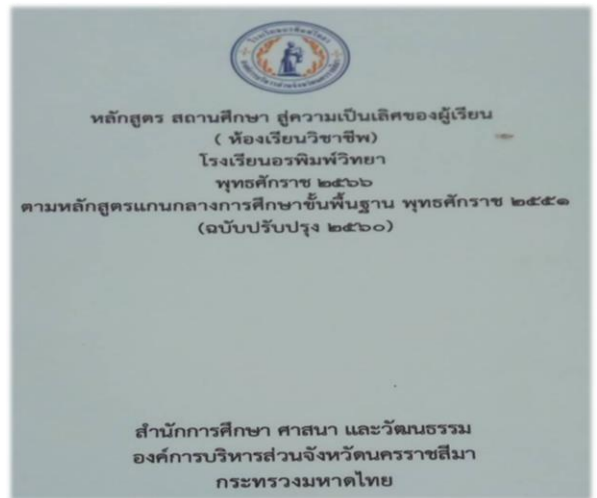 หลักสูตร สถานศึกษา สู่ความเป็นเลิศของผู้เรียน
( ห้องเรียนวิชาชีพ)
โรงเรียนอรพิมพ์วิทยา
พุทธศักราช ๒๕๖๖
ตามหลักสูตรแกนกลางการศึกษาขั้นพื้นฐาน พุทธศักราช ๒๕๕๑
(ฉบับปรับปรุง ๒๕๖๐)
สำนักการศึกษา ศาสนา และวัฒนธรรม
องค์การบริหารส่วนจังหวัดนครราชสีมา
กระทรวงมหาดไทย